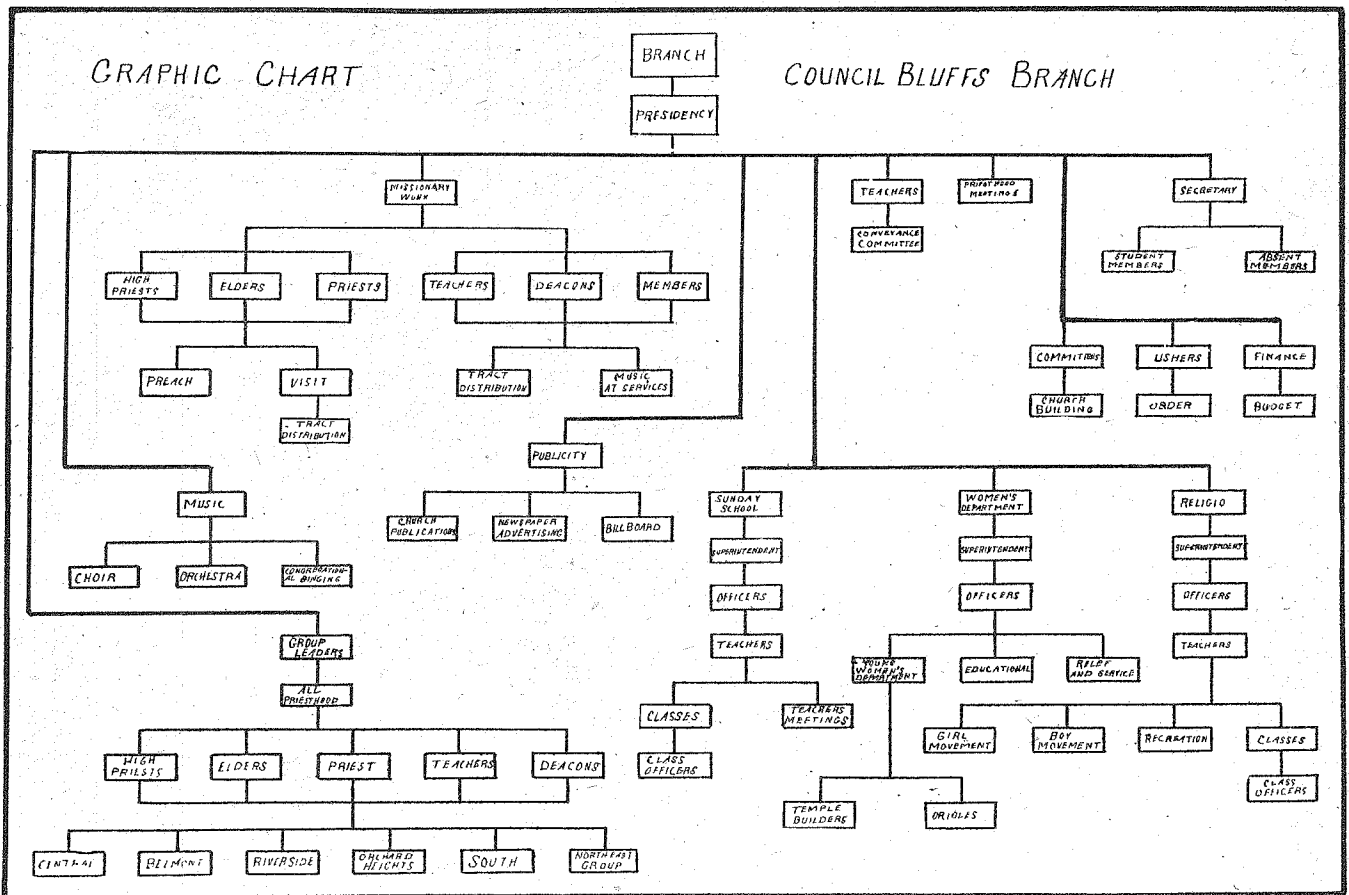 GRAPHIC CHART
BRANCH
COUNCIL BLUFFS BRANCH
PRESIDENCY
MISSIONARY
WORK
TEACHERS
PRIESTHOOD
MEETINGS
SECRETARY
CONVEYANCE
COMMITTEE
STUDENT
MEMBERS
ABSENT
MEMBERS
HIGH
PRIESTS
ELDERS
PRIESTS
TEACHERS
DEACONS
MEMBERS
COMMITTEES
USHERS
FINANCE
PREACH
VISIT
TRACT
DISTRIBUTION
MUSIC
AT SERVICES
CHURCH
BUILDING
ORDER
BUDGET
TRACT
DISTRIBUTION
PUBLICITY
MUSIC
SUNDAY
SCHOOL
WOMEN'S
DEPARTMENT
RELIGIO
CHURCH
PUBLICATIONS
NEWSPAPER
ADVERTISING
BILLBOARD
SUPERINTENDENT
SUPERINTENDENT
SUPERINTENDENT
CHOIR
ORCHESTRA
CONGREGATION-
AL SINGING
OFFICERS
OFFICERS
OFFICERS
GROUP
LEADERS
TEACHERS
YOUNG
WOMEN'S
DEPARTMENT
EDUCATIONAL
RELIEF
AND SERVICE
TEACHERS
ALL
PRIESTHOOD
CLASSES
TEACHERS
MEETINGS
GIRL
MOVEMENT
BOY
MOVEMENT
RECREATION
CLASSES
HIGH
PRIESTS
ELDERS
PRIEST
TEACHERS
DEACONS
CLASS
OFFICERS
CLASS
OFFICERS
TEMPLE
BUILDERS
ORIOLES
CENTRAL
BELMONT
RIVERSIDE
ORCHARD
HEIGHTS
SOUTH
NORTHEAST
GROUP